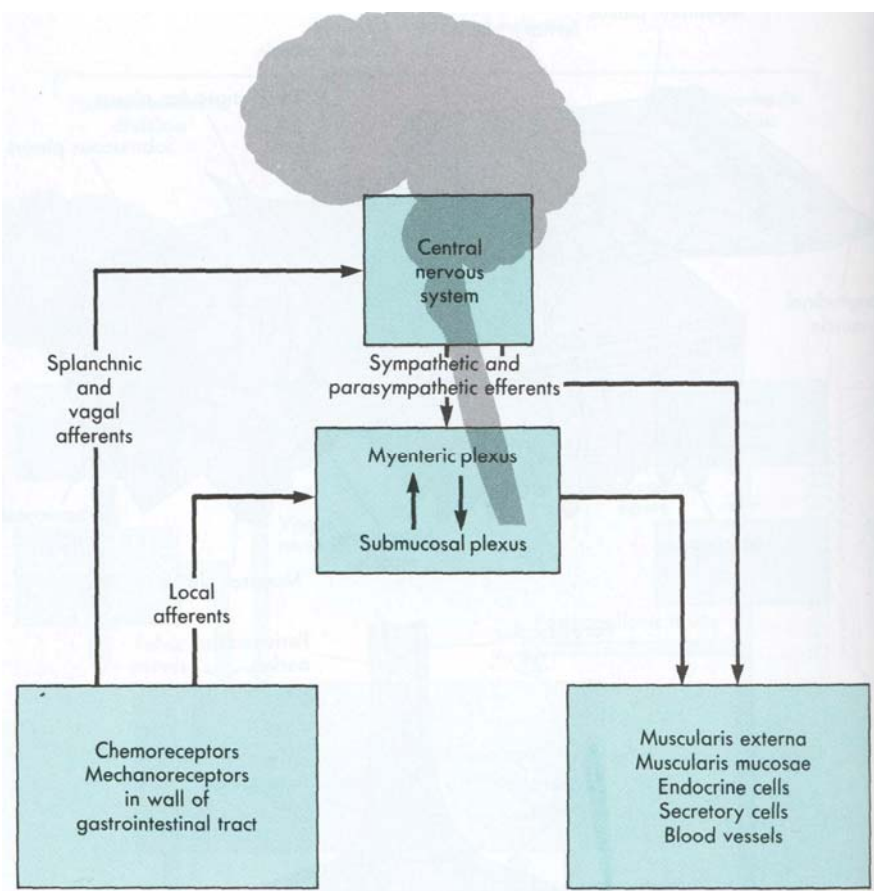 Central
nervous
system
Splanchnic
and
vagal
afferents
Sympathetic and
parasympathetic efferents
Myenteric plexus
Submucosal plexus
Local
afferents
Chemoreceptors
Mechanoreceptors
in wall of
gastrointestinal tract
Muscularis externa
Muscularis mucosae
Endocrine cells
Secretory cells
Blood vessels